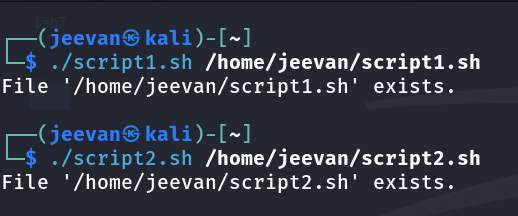 ┌──(jeevan㉿kali)-[~]
└─$ ./script1.sh /home/jeevan/script1.sh
File '/home/jeevan/script1.sh' exists.
┌──(jeevan㉿kali)-[~]
└─$ ./script2.sh /home/jeevan/script2.sh
File '/home/jeevan/script2.sh' exists.